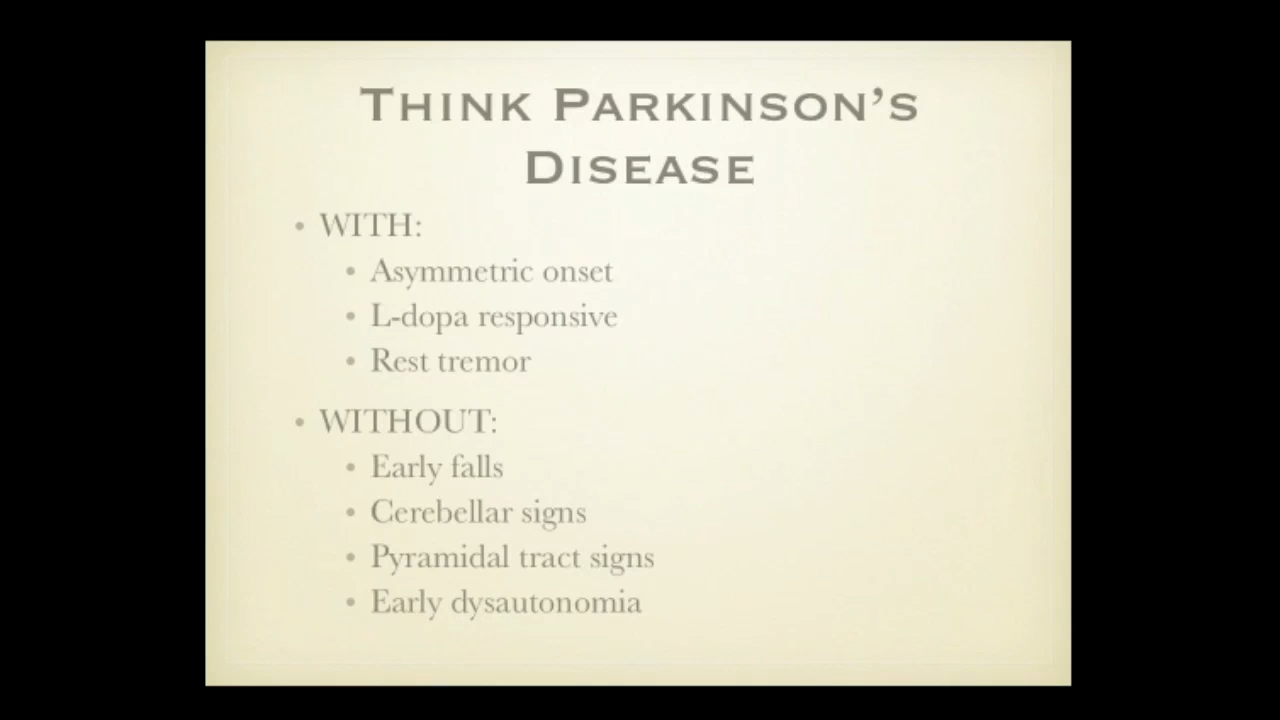 Think Parkinson's
Disease
• WITH:
• Asymmetric onset
• L-dopa responsive
• Rest tremor
• WITHOUT:
• Early falls
• Cerebellar signs
• Pyramidal tract signs
• Early dysautonomia